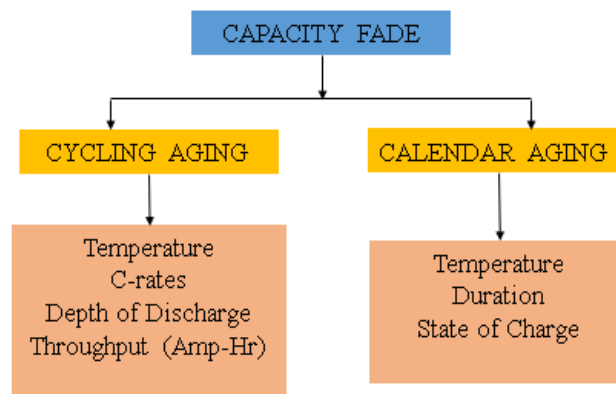 CAPACITY FADE
CYCLING AGING
CALENDAR AGING
Temperature
C-rates
Depth of Discharge
Throughput (Amp-Hr)
Temperature
Duration
State of Charge